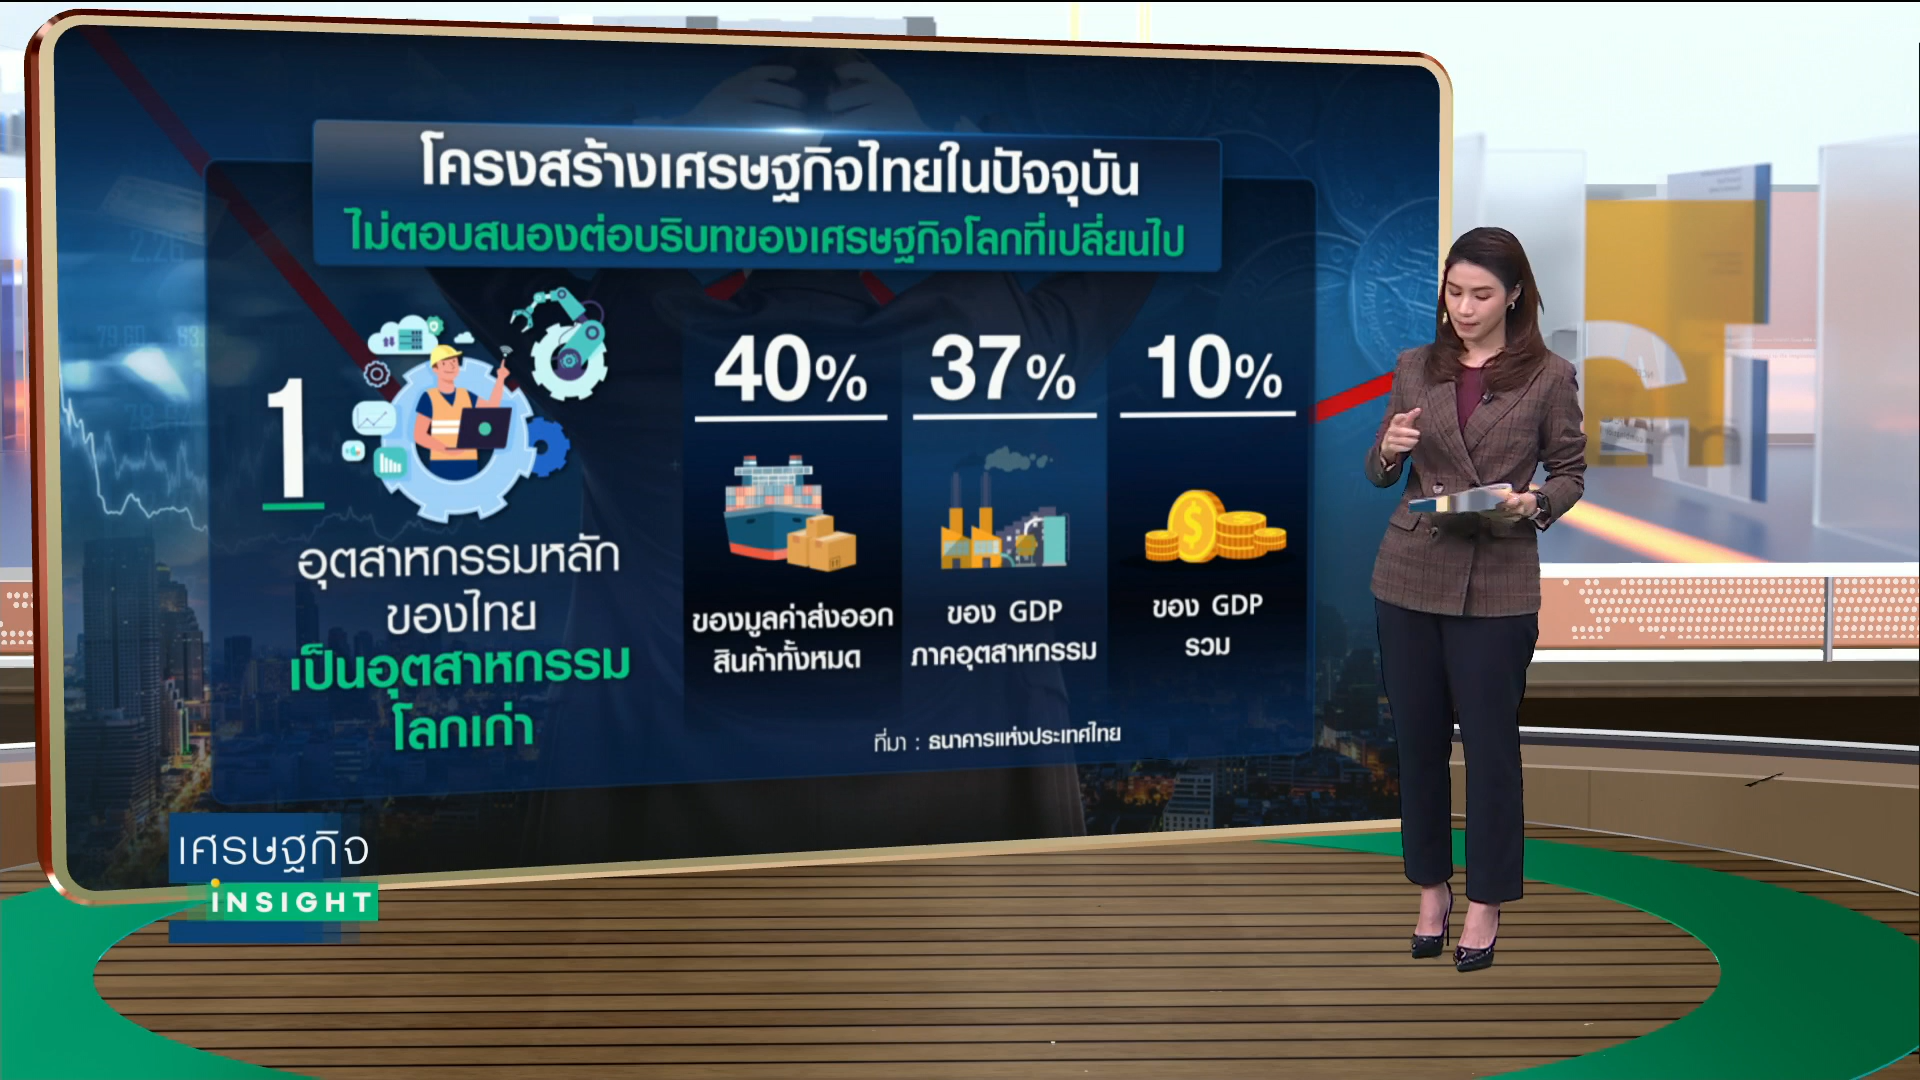 โครงสร้างเศรษฐกิจไทยในปัจจุบัน
ไม่ตอบสนองต่อบริบทของเศรษฐกิจโลกที่เปลี่ยนไป
1
อุตสาหกรรมหลัก
ของไทย
เป็นอุตสาหกรรม
โลกเก่า
40%
ของมูลค่าส่งออก
สินค้าทั้งหมด
37%
ของ GDP
ภาคอุตสาหกรรม
10%
ของ GDP
รวม
ที่มา : ธนาคารแห่งประเทศไทย
เศรษฐกิจ
INSIGHT